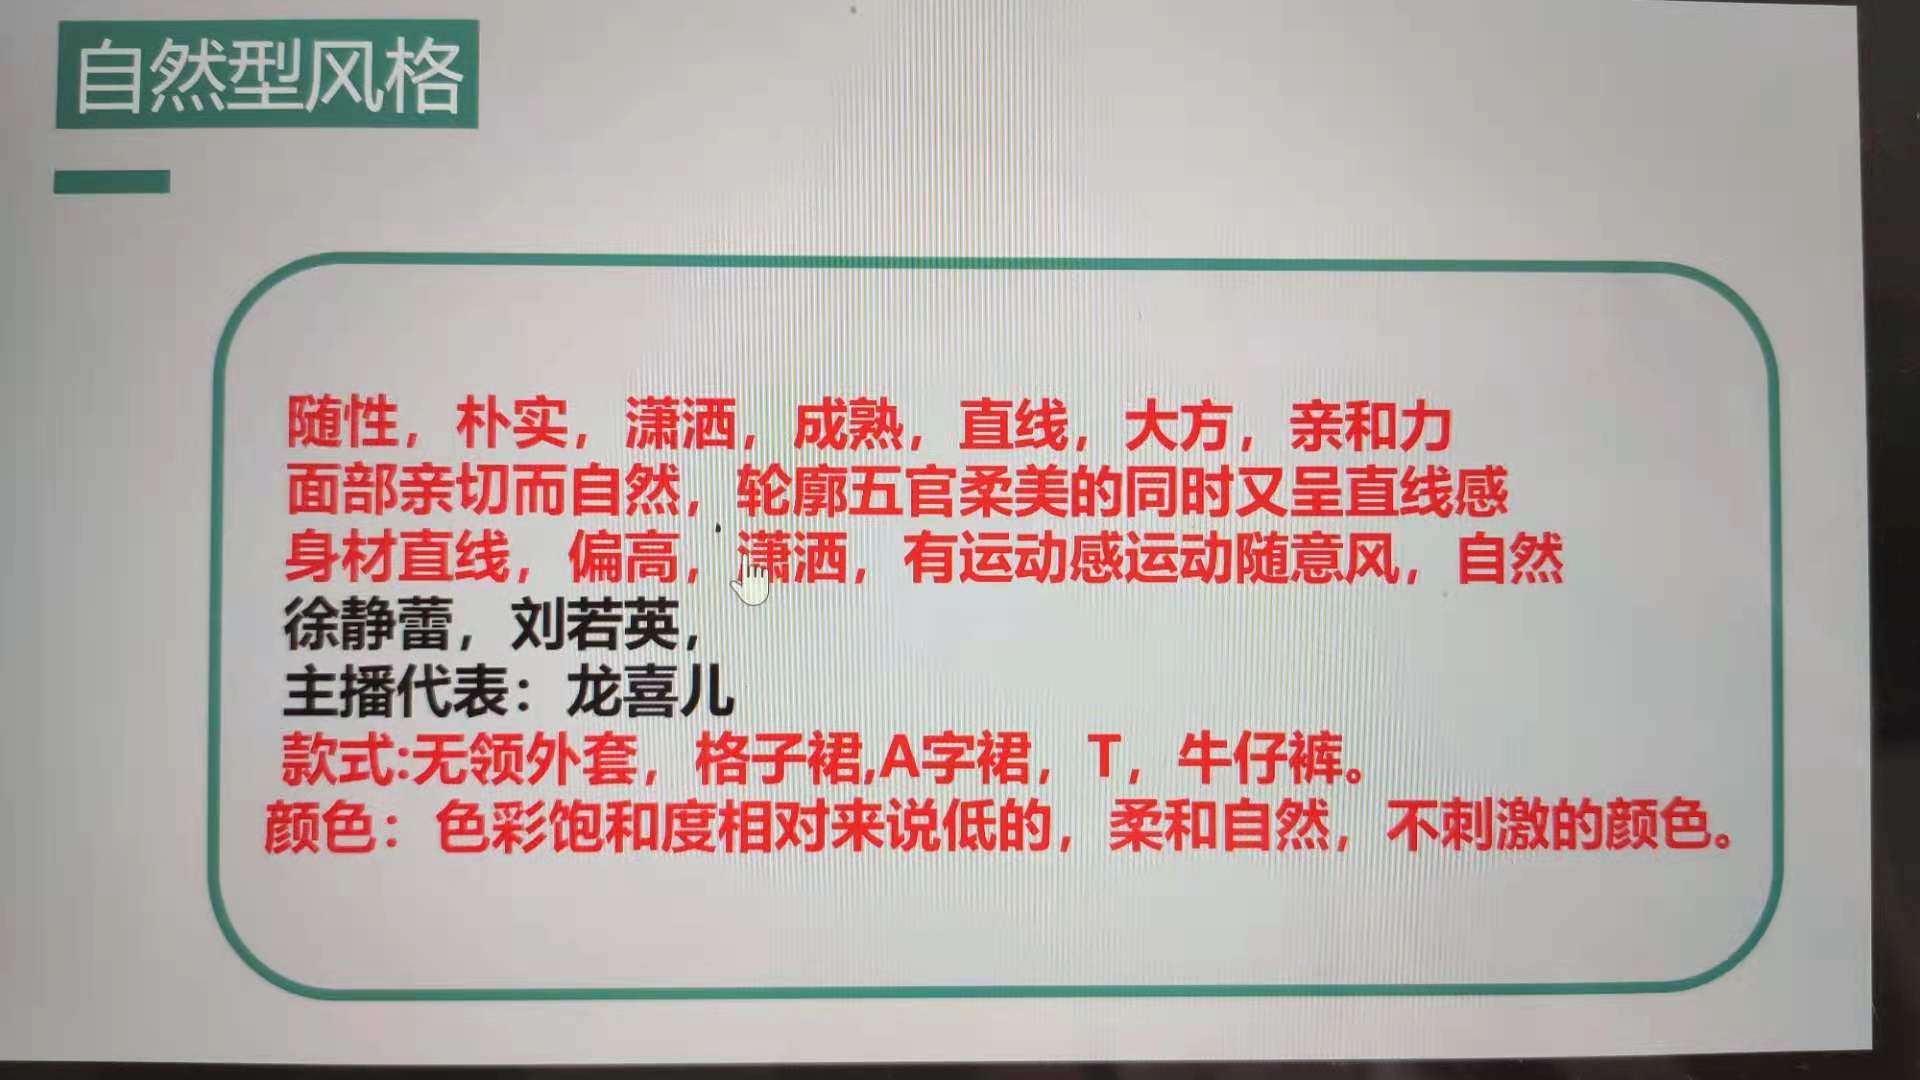 自然型风格
随性，朴实，潇洒，成熟，直线，大方，亲和力
面部亲切而自然，轮廓五官柔美的同时又呈直线感
身材直线，偏高，潇洒，有运动感运动随意风，自然
徐静蕾，刘若英，
主播代表：龙喜儿
款式:无领外套，格子裙,A字裙，T，牛仔裤。
颜色：色彩饱和度相对来说低的，柔和自然，不刺激的颜色。